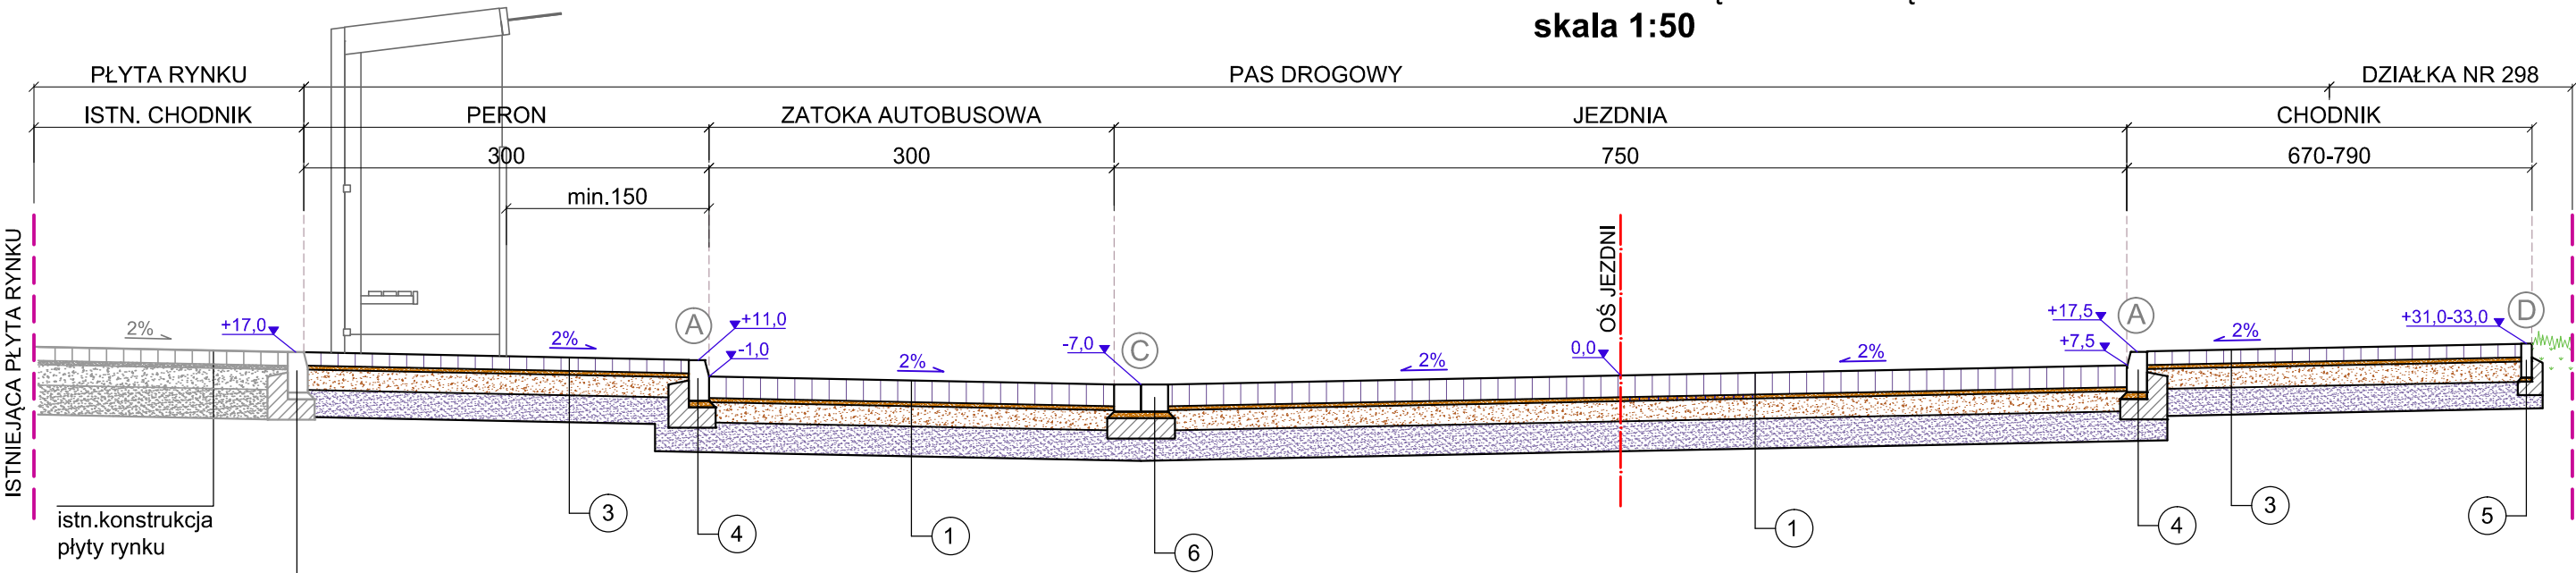 skala 1:50
PŁYTA RYNKU
PAS DROGOWY
DZIAŁKA NR 298
ISTN. CHODNIK
PERON
ZATOKA AUTOBUSOWA
JEZDNIA
CHODNIK
300
300
750
670-790
min.150
ISTNIEJĄCA PŁYTA RYNKU
OŚ JEZDNI
2%
+17,0
2%
A
+11,0
-1,0
2%
-7,0
C
2%
0,0
2%
+17,5
+7,5
A
2%
+31,0-33,0
D
istn.konstrukcja
płyty rynku
3
4
1
6
1
4
3
5